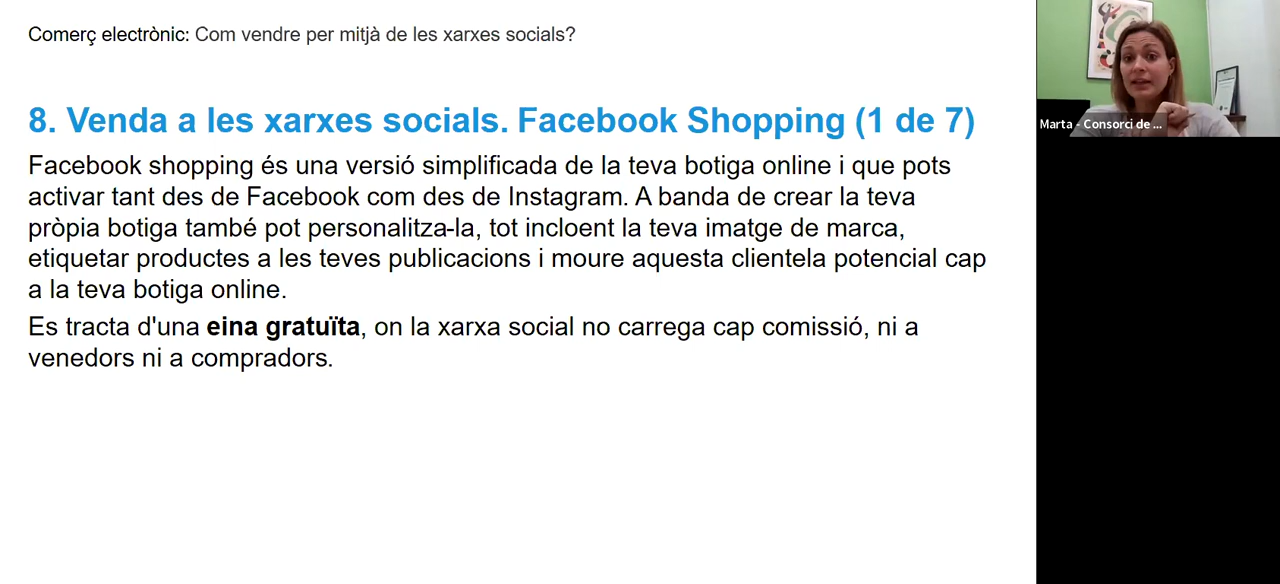 Comerç electrònic: Com vendre per mitjà de les xarxes socials?
8. Venda a les xarxes socials. Facebook Shopping (1 de 7)
Facebook shopping és una versió simplificada de la teva botiga online i que pots
activar tant des de Facebook com des de Instagram. A banda de crear la teva
pròpia botiga també pot personalitza-la, tot incloent la teva imatge de marca,
etiquetar productes a les teves publicacions i moure aquesta clientela potencial cap
a la teva botiga online.
Es tracta d'una eina gratuïta, on la xarxa social no carrega cap comissió, ni a
venedors ni a compradors.
Marta - Consorci de ...